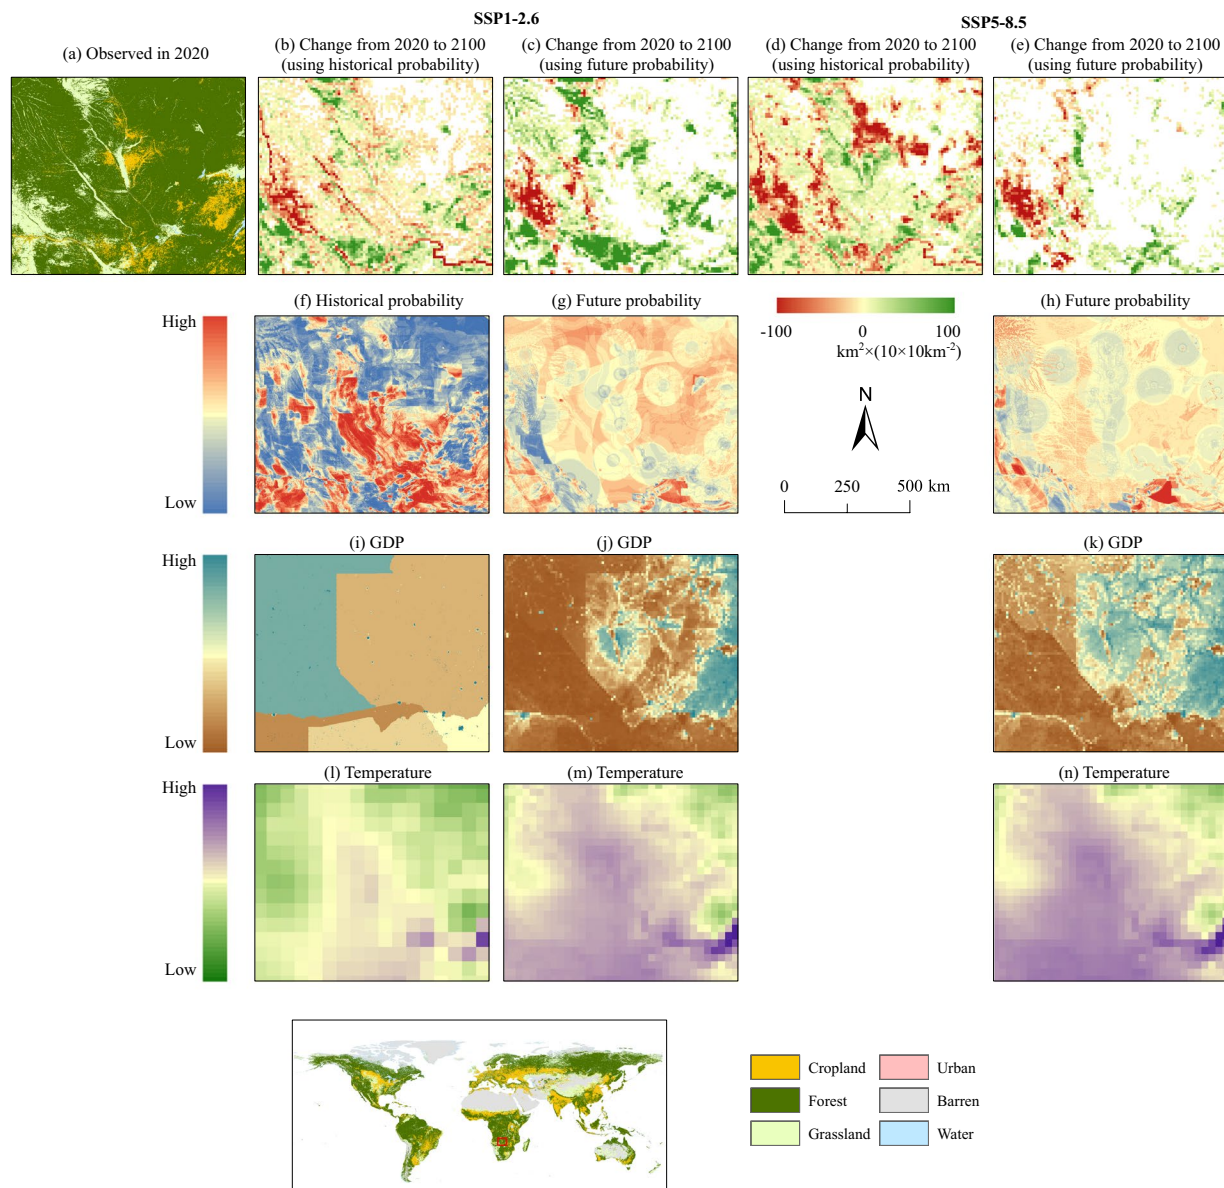 SSP1-2.6
SSP5-8.5
(a) Observed in 2020
(b) Change from 2020 to 2100
(using historical probability)
(c) Change from 2020 to 2100
(using future probability)
(d) Change from 2020 to 2100
(using historical probability)
(e) Change from 2020 to 2100
(using future probability)
(f) Historical probability
(g) Future probability
(h) Future probability
High
Low
-100
0
100
km²×(10×10km⁻²)
N
0
250
500 km
(i) GDP
(j) GDP
(k) GDP
High
Low
(l) Temperature
(m) Temperature
(n) Temperature
High
Low
Cropland
Urban
Forest
Barren
Grassland
Water